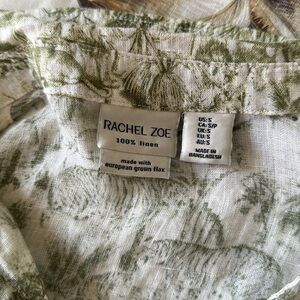 RACHEL ZOE
100% linen
made with
european grown flax
US:S
CA:S/P
UK:S
EU:S
AU:S
MADE IN
BANGLADESH